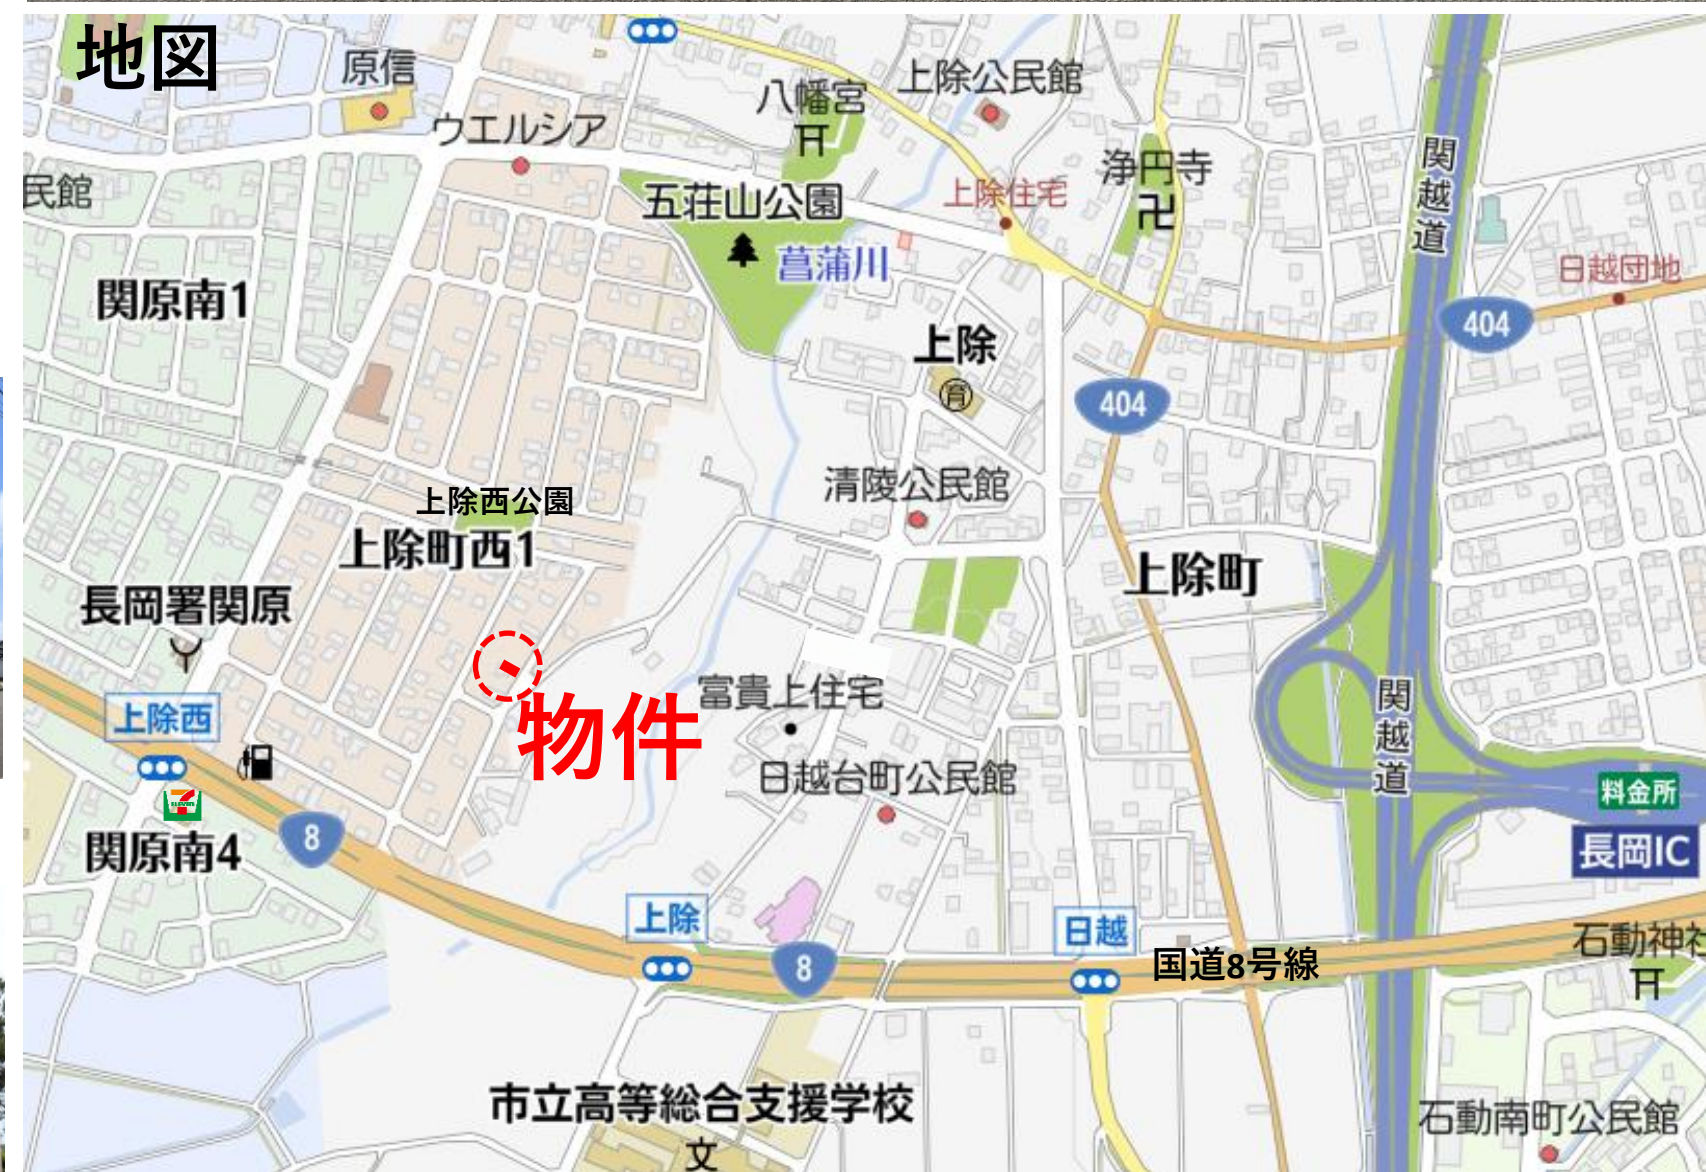 地図
原信
ウエルシア
八幡宮
上除公民館
民館
五荘山公園
上除住宅
浄円寺
卍
関越道
菖蒲川
日越団地
関原南1
上除
404
育
404
清陵公民館
上除西公園
上除町西1
上除町
長岡署関原
物件
富貴上住宅
関越道
上除西
日越台町公民館
料金所
7
ELEVEN
8
関原南4
長岡IC
上除
日越
国道8号線
8
石動神社
市立高等総合支援学校
文
石動南町公民館